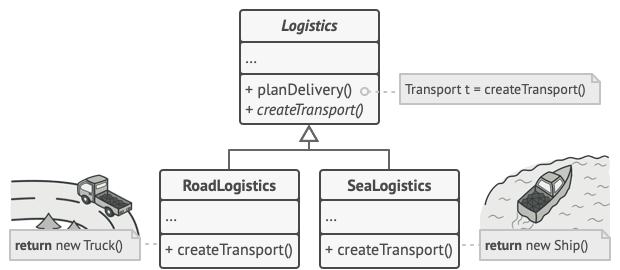 Logistics
...
+ planDelivery()
+ createTransport()
Transport t = createTransport()
RoadLogistics
...
+ createTransport()
SeaLogistics
...
+ createTransport()
return new Truck()
return new Ship()